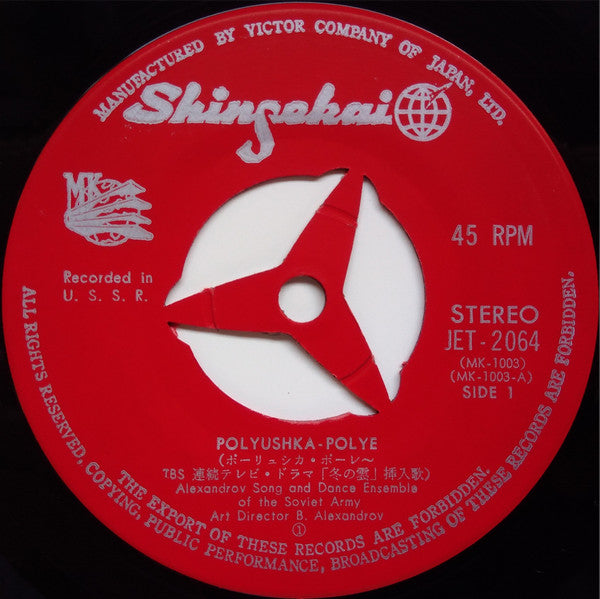 MANUFACTURED BY VICTOR COMPANY OF JAPAN, LTD.
Shinsekai
MK
Recorded in
U. S. S. R.
45 RPM
STEREO
JET-2064
(MK-1003)
(MK-1003-A)
SIDE 1
POLYUSHKA-POLYE
(ポーリュシカ・ポーレ〜
TBS 連続テレビ・ドラマ「冬の雲」挿入歌)
Alexandrov Song and Dance Ensemble
of the Soviet Army
Art Director B. Alexandrov
①
ALL RIGHTS RESERVED, COPYING, PUBLIC PERFORMANCE, BROADCASTING OF THESE RECORDS ARE FORBIDDEN.
THE EXPORT OF THESE RECORDS ARE FORBIDDEN.